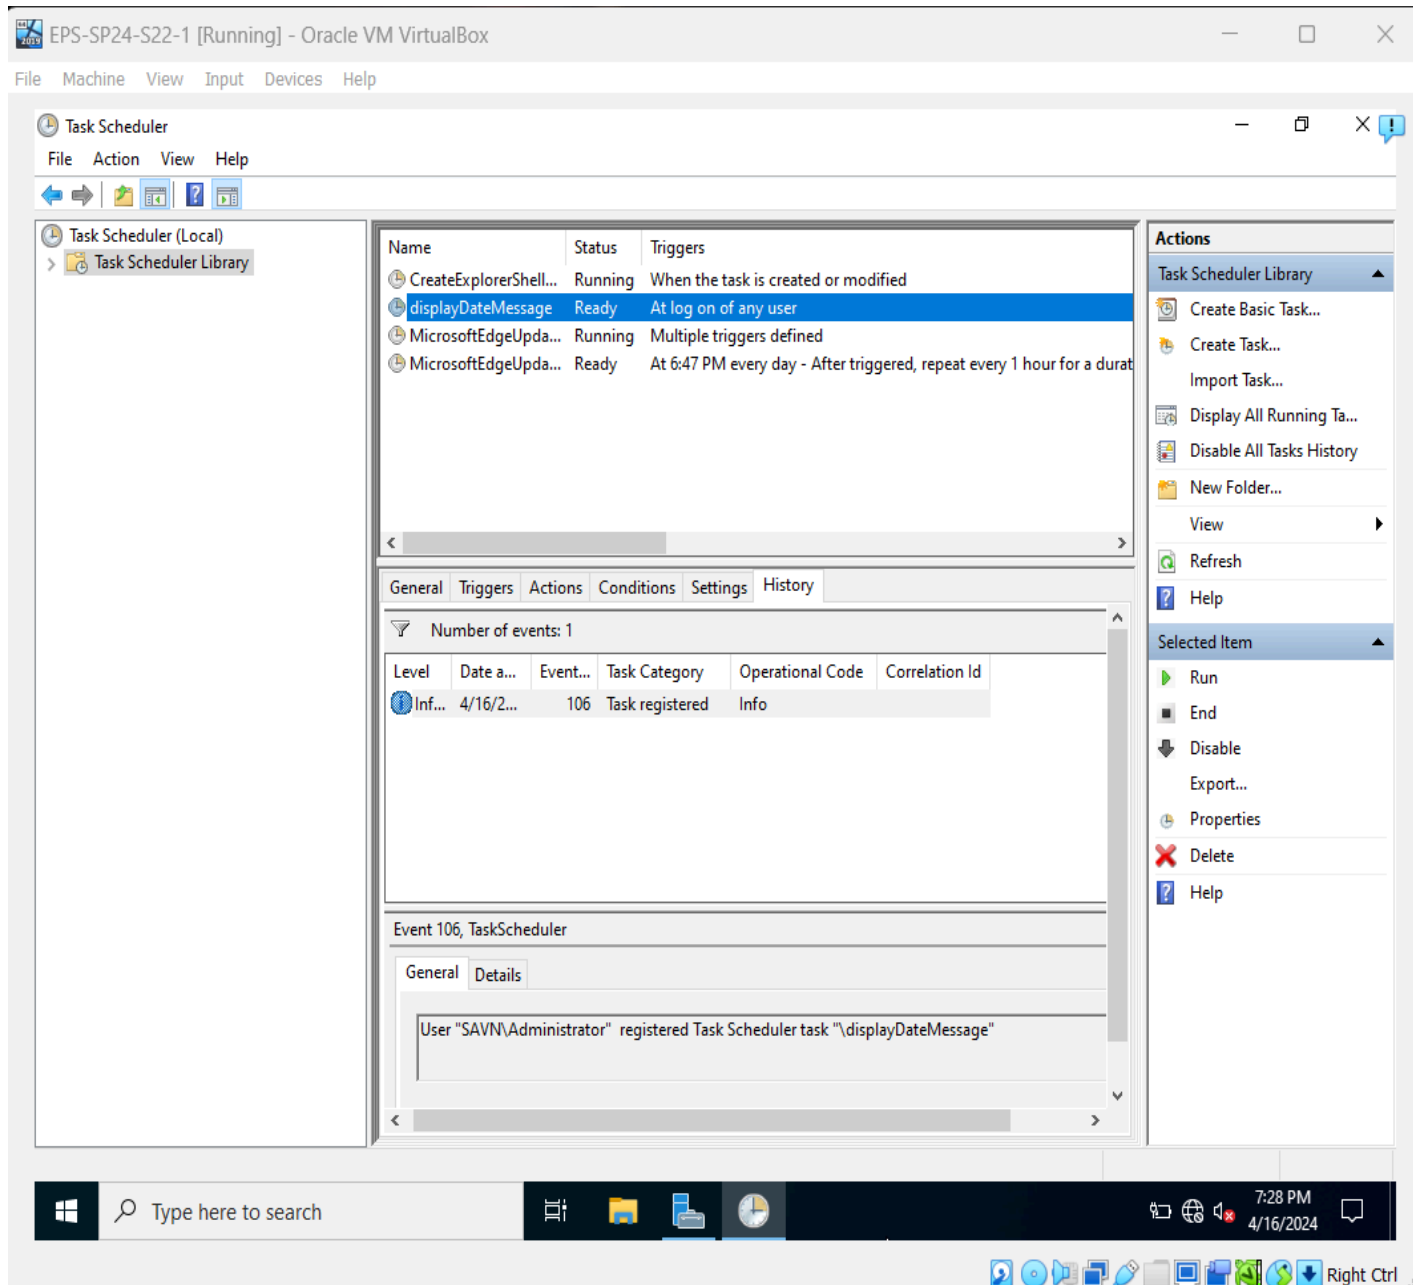 EPS-SP24-S22-1 [Running] - Oracle VM VirtualBox
File Machine View Input Devices Help
Task Scheduler
File Action View Help
Task Scheduler (Local)
Task Scheduler Library
Name Status Triggers
CreateExplorerShell... Running When the task is created or modified
displayDateMessage Ready At log on of any user
MicrosoftEdgeUpda... Running Multiple triggers defined
MicrosoftEdgeUpda... Ready At 6:47 PM every day - After triggered, repeat every 1 hour for a durat
General Triggers Actions Conditions Settings History
Number of events: 1
Level Date a... Event... Task Category Operational Code Correlation Id
Inf... 4/16/2... 106 Task registered Info
Event 106, TaskScheduler
General Details
User "SAVN\Administrator" registered Task Scheduler task "\displayDateMessage"
Actions
Task Scheduler Library
Create Basic Task...
Create Task...
Import Task...
Display All Running Ta...
Disable All Tasks History
New Folder...
View
Refresh
Help
Selected Item
Run
End
Disable
Export...
Properties
Delete
Help
Type here to search
7:28 PM
4/16/2024
Right Ctrl